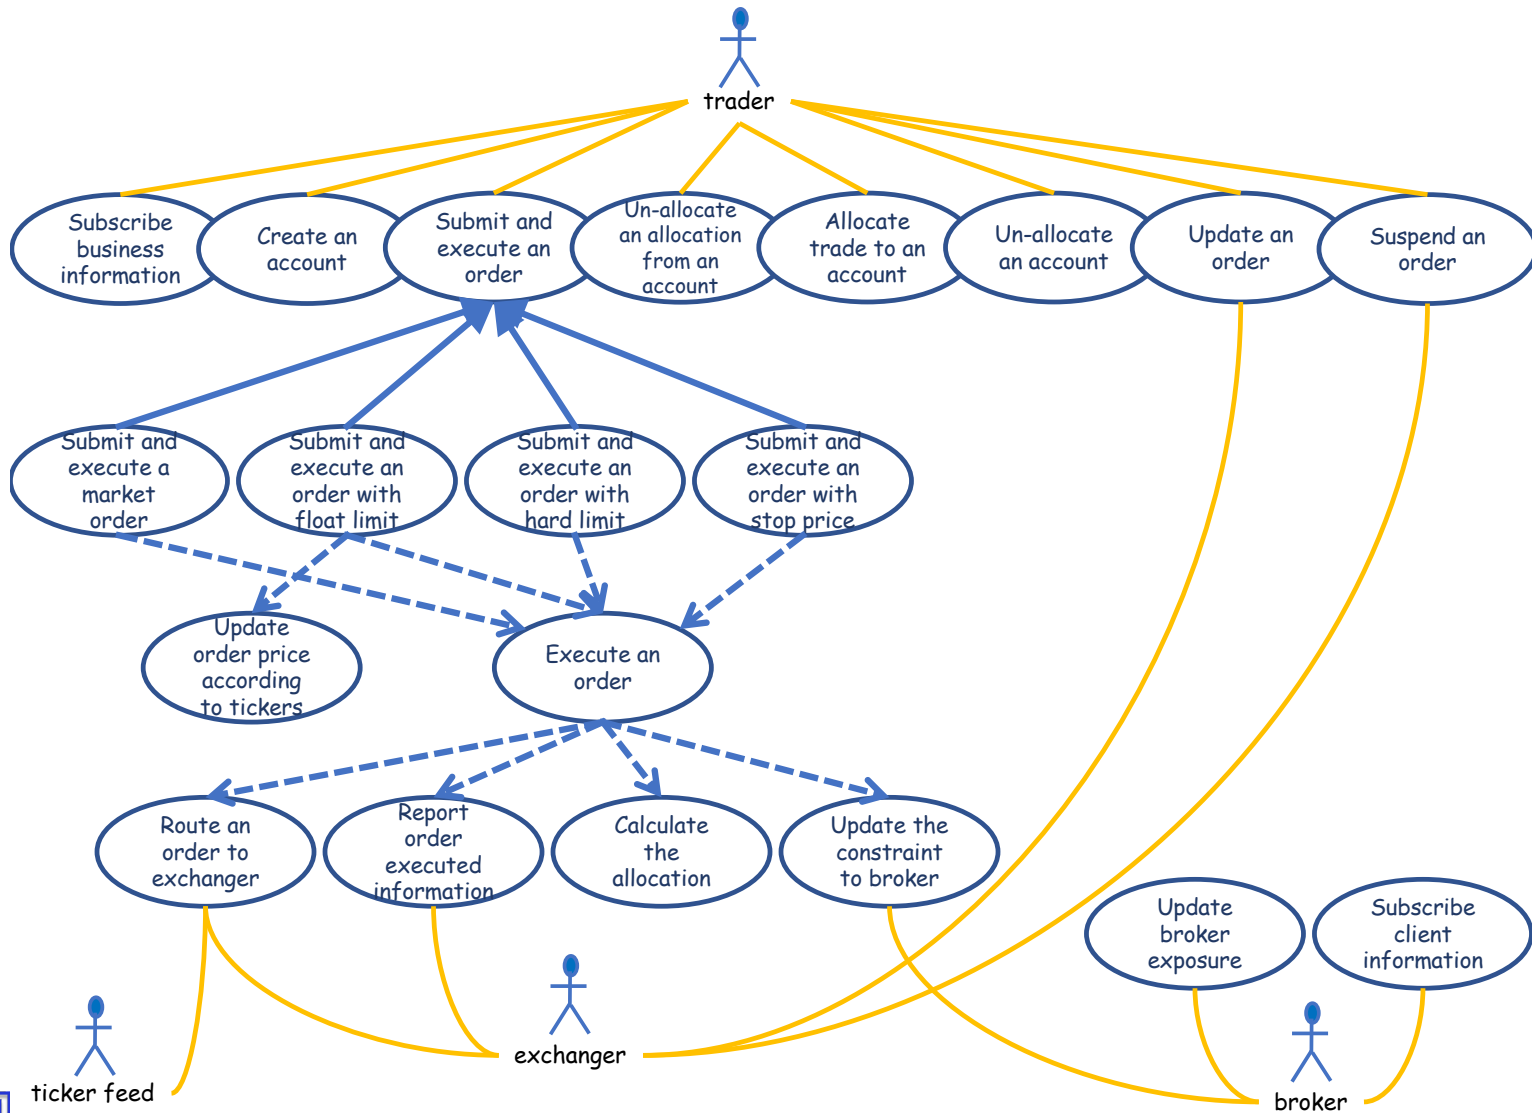 trader
Subscribe
business
information
Create an
account
Submit and
execute an
order
Un-allocate
an allocation
from an
account
Allocate
trade to an
account
Un-allocate
an account
Update an
order
Suspend an
order
Submit and
execute a
market
order
Submit and
execute an
order with
float limit
Submit and
execute an
order with
hard limit
Submit and
execute an
order with
stop price
Update
order price
according
to tickers
Execute an
order
Route an
order to
exchanger
Report
order
executed
information
Calculate
the
allocation
Update the
constraint
to broker
Update
broker
exposure
Subscribe
client
information
ticker feed
exchanger
broker